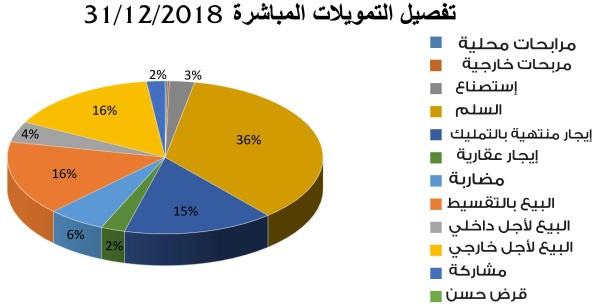 تفصيل التمويلات المباشرة 31/12/2018
مرابحات محلية
مربحات خارجية
إستصناع
السلم
إيجار منتهية بالتمليك
إيجار عقارية
مضاربة
البيع بالتقسيط
البيع لأجل داخلي
البيع لأجل خارجي
مشاركة
قرض حسن
2%
3%
16%
36%
4%
16%
15%
6%
2%